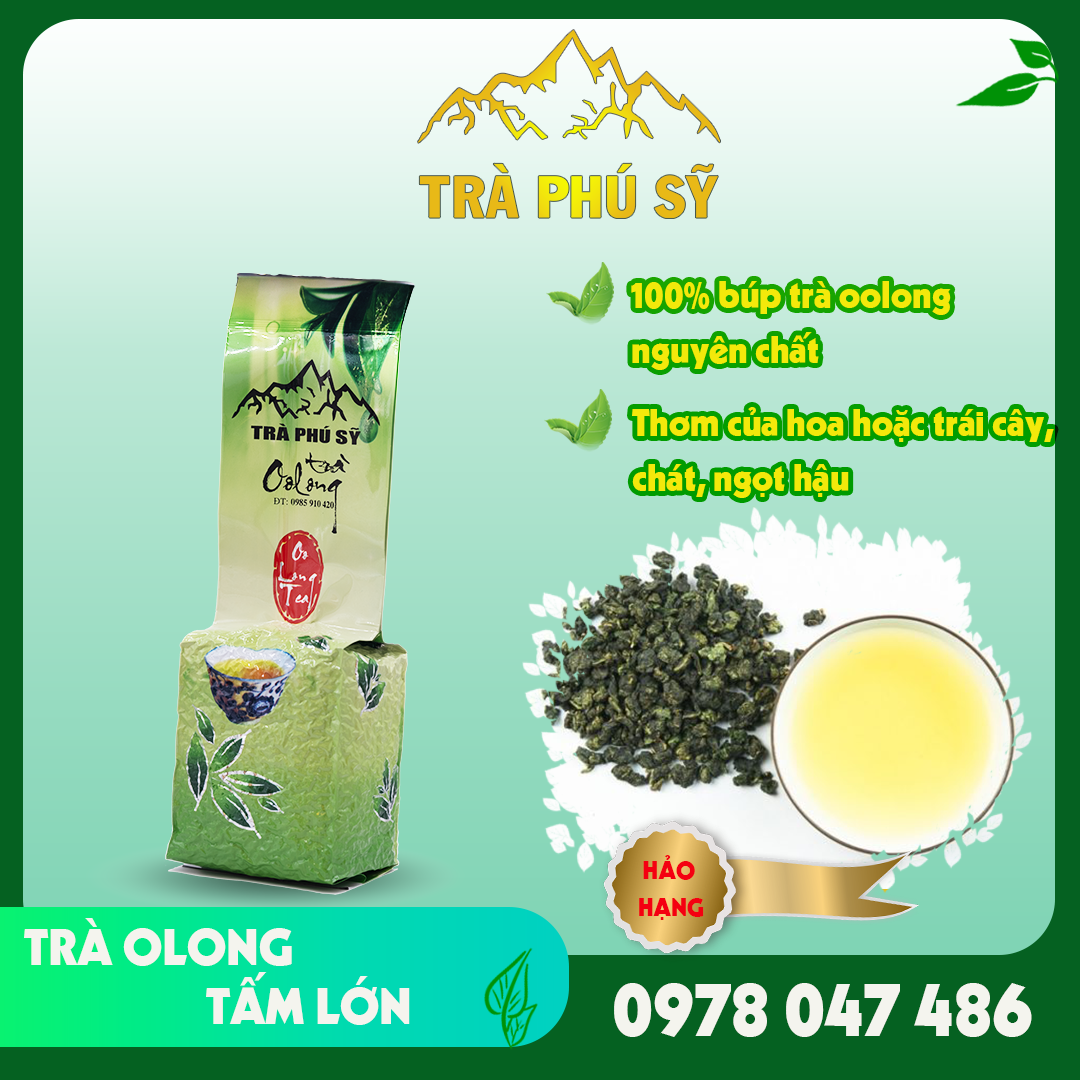 TRÀ PHÚ SỸ
100% búp trà oolong
nguyên chất
Thơm của hoa hoặc trái cây,
chát, ngọt hậu
TRÀ PHÚ SỸ
trà
Oolong
ĐT: 0985 910 420
Oo
Long
Tea
HẢO
HẠNG
TRÀ OLONG
TẤM LỚN
0978 047 486